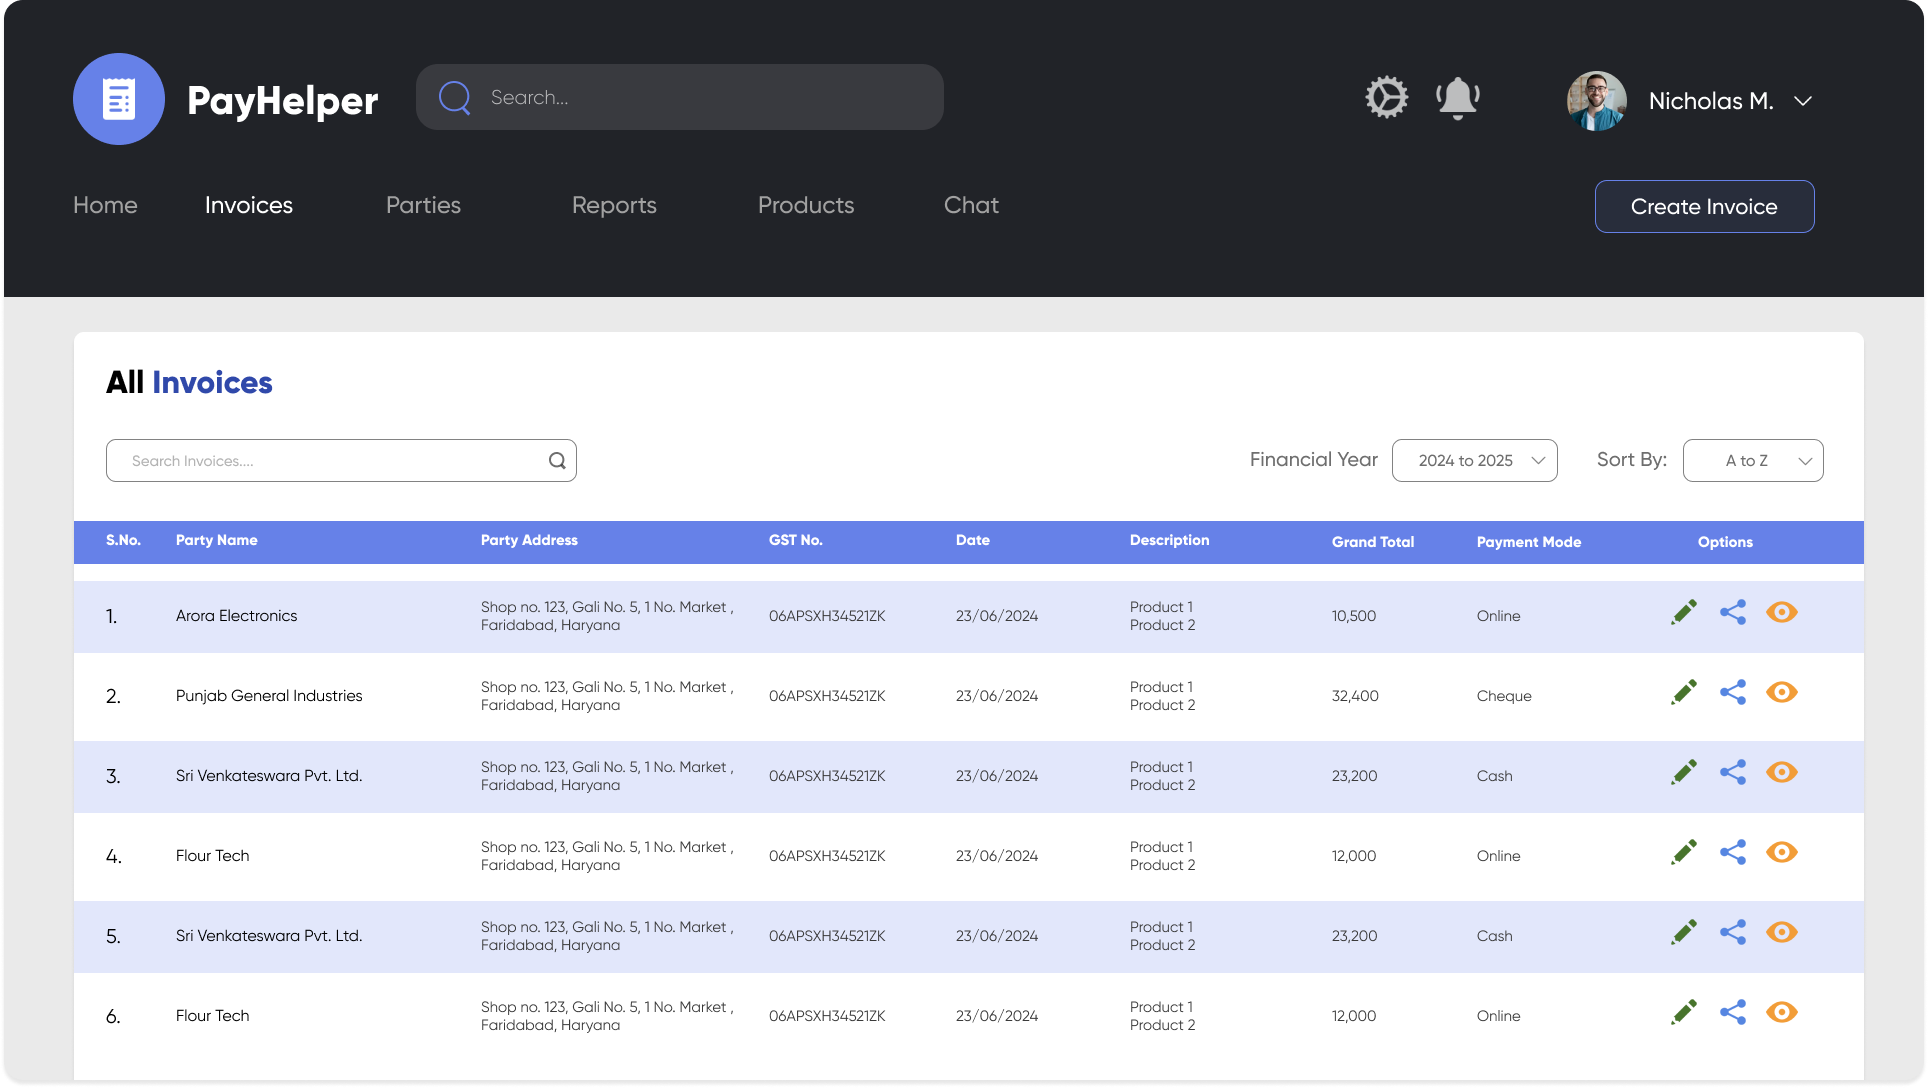 PayHelper
Search...
Nicholas M.
Home Invoices Parties Reports Products Chat
Create Invoice
All Invoices
Search Invoices....
Financial Year 2024 to 2025 Sort By: A to Z
S.No. Party Name Party Address GST No. Date Description Grand Total Payment Mode Options
1. Arora Electronics Shop no. 123, Gali No. 5, 1 No. Market , 06APSXH34521ZK 23/06/2024 Product 1 10,500 Online
Faridabad, Haryana Product 2
2. Punjab General Industries Shop no. 123, Gali No. 5, 1 No. Market , 06APSXH34521ZK 23/06/2024 Product 1 32,400 Cheque
Faridabad, Haryana Product 2
3. Sri Venkateswara Pvt. Ltd. Shop no. 123, Gali No. 5, 1 No. Market , 06APSXH34521ZK 23/06/2024 Product 1 23,200 Cash
Faridabad, Haryana Product 2
4. Flour Tech Shop no. 123, Gali No. 5, 1 No. Market , 06APSXH34521ZK 23/06/2024 Product 1 12,000 Online
Faridabad, Haryana Product 2
5. Sri Venkateswara Pvt. Ltd. Shop no. 123, Gali No. 5, 1 No. Market , 06APSXH34521ZK 23/06/2024 Product 1 23,200 Cash
Faridabad, Haryana Product 2
6. Flour Tech Shop no. 123, Gali No. 5, 1 No. Market , 06APSXH34521ZK 23/06/2024 Product 1 12,000 Online
Faridabad, Haryana Product 2